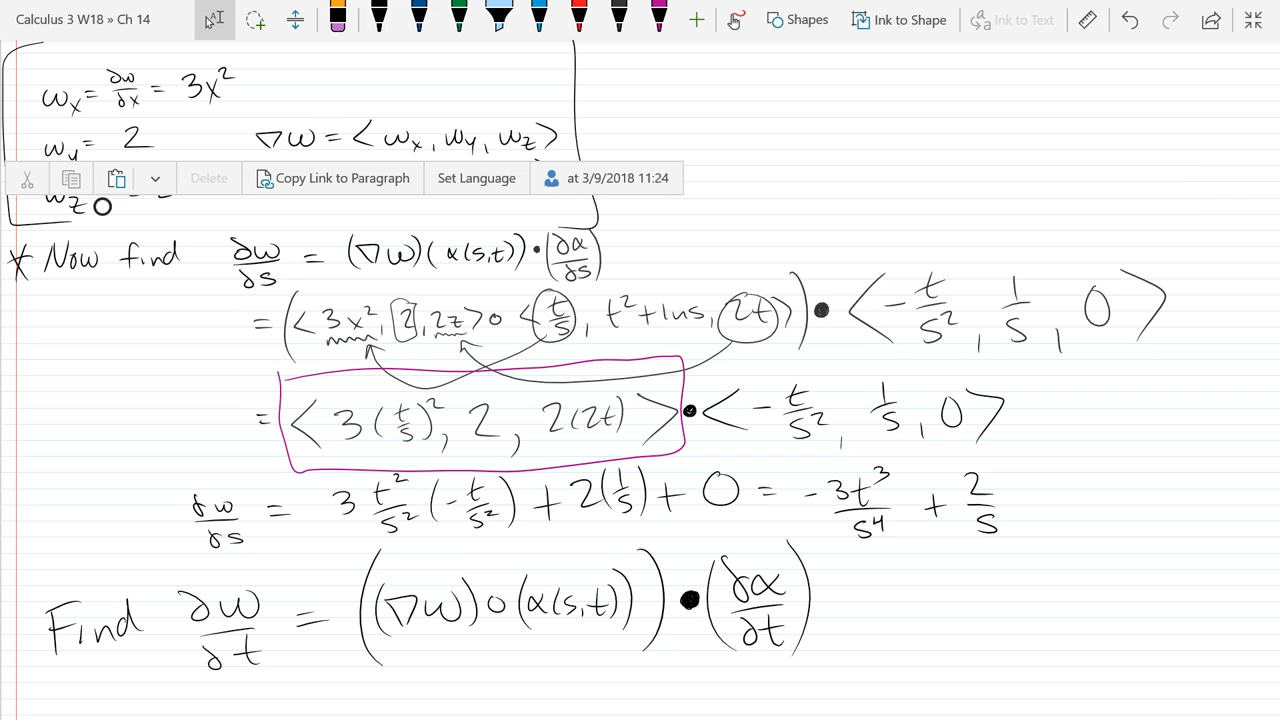 Calculus 3 W18 » Ch 14 Shapes Ink to Shape Ink to Text
w_x = ∂w/∂x = 3x²
w_y = 2 ∇w = < w_x, w_y, w_z >
Delete Copy Link to Paragraph Set Language at 3/9/2018 11:24
w_z
* Now find ∂w/∂s = (∇w)(α(s,t)) • (∂α/∂s)
= (< 3x², 2, 2z > ∘ < t/s, t²+ln s, 2t >) • < -t/s², 1/s, 0 >
= < 3(t/s)², 2, 2(2t) > • < -t/s², 1/s, 0 >
∂w/∂s = 3 t²/s² (-t/s²) + 2(1/s) + 0 = -3t³/s⁴ + 2/s
Find ∂w/∂t = ((∇w) ∘ (α(s,t))) • (∂α/∂t)